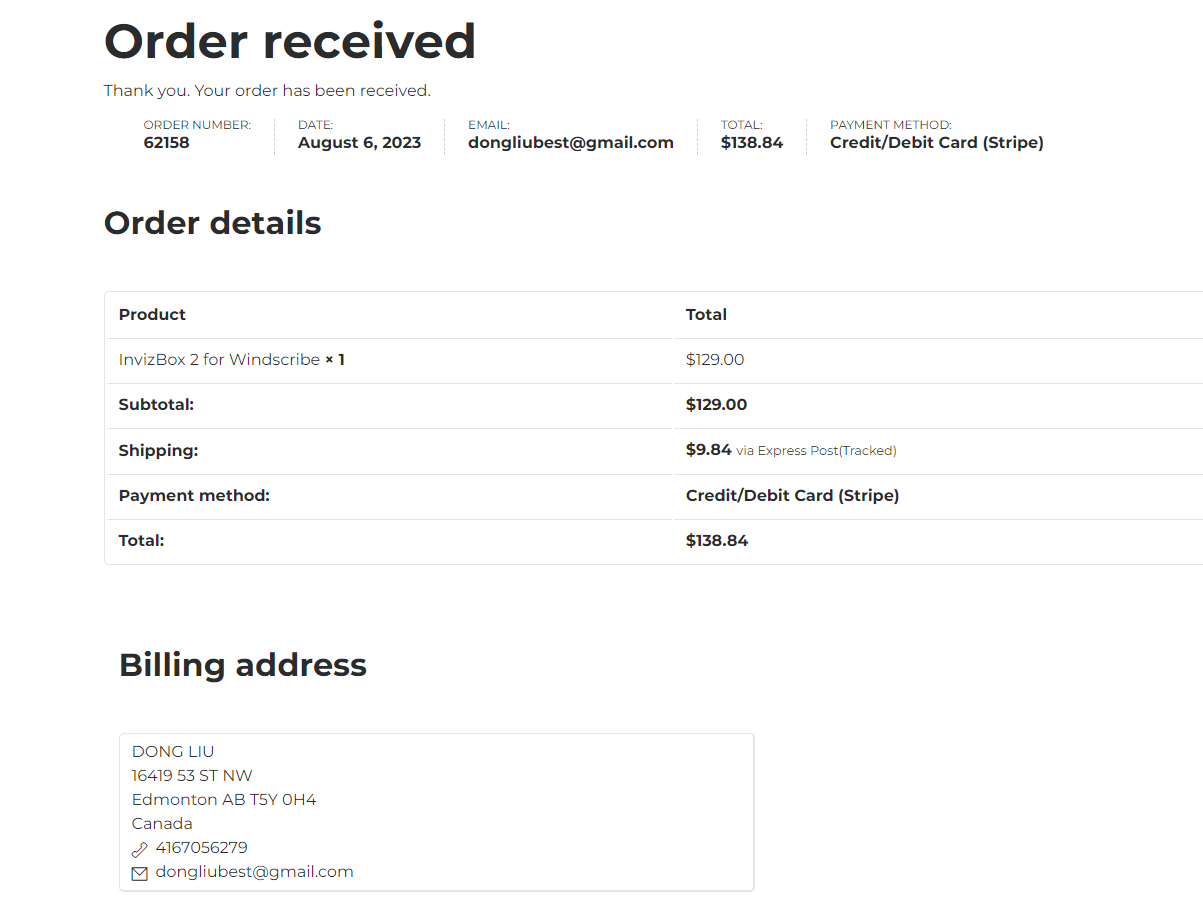 Order received
Thank you. Your order has been received.
ORDER NUMBER: DATE: EMAIL: TOTAL: PAYMENT METHOD:
62158 August 6, 2023 dongliubest@gmail.com $138.84 Credit/Debit Card (Stripe)
Order details
Product Total
InvizBox 2 for Windscribe × 1 $129.00
Subtotal: $129.00
Shipping: $9.84 via Express Post(Tracked)
Payment method: Credit/Debit Card (Stripe)
Total: $138.84
Billing address
DONG LIU
16419 53 ST NW
Edmonton AB T5Y 0H4
Canada
4167056279
dongliubest@gmail.com